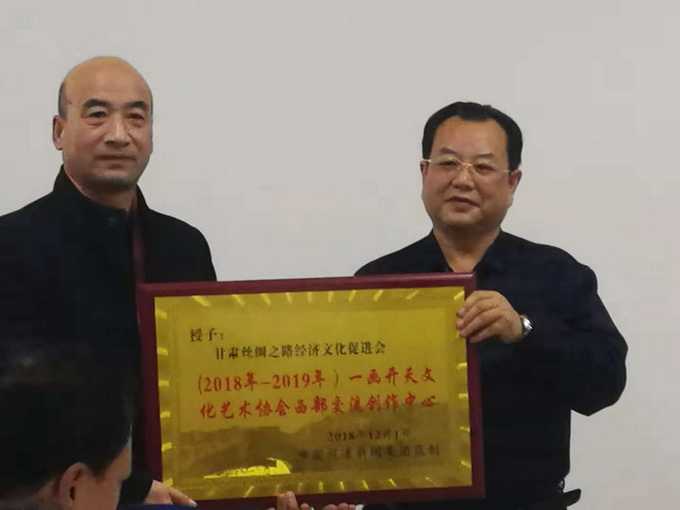 授予：
甘肃丝绸之路经济文化促进会
(2018年-2019年）一画开天文
化艺术协会西部交流创作中心
2018年12月1日